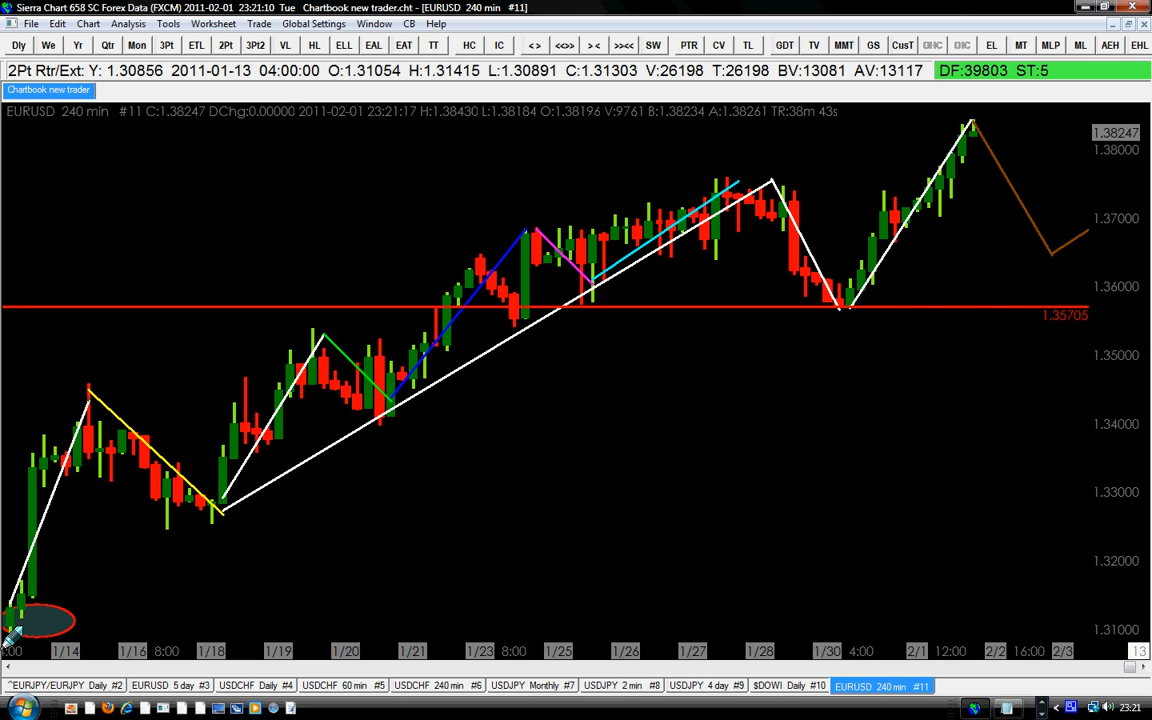 Sierra Chart 658 SC Forex Data (FXCM) 2011-02-01 23:21:10 Tue Chartbook new trader.cht - [EURUSD 240 min #11]
File Edit Chart Analysis Tools Worksheet Trade Global Settings Window CB Help
Dly We Yr Qtr Mon 3Pt ETL 2Pt 3Pt2 VL HL ELL EAL EAT TT HC IC <> <<>> >< >><< SW PTR CV TL GDT TV MMT GS CusT OHC OIC EL MT MLP ML AEH EHL
2Pt Rtr/Ext: Y: 1.30856 2011-01-13 04:00:00 O:1.31054 H:1.31415 L:1.30891 C:1.31303 V:26198 T:26198 BV:13081 AV:13117 DF:39803 ST:5
Chartbook new trader
EURUSD 240 min #11 C:1.38247 DChg:0.00000 2011-02-01 23:21:17 H:1.38430 L:1.38184 O:1.38196 V:9761 B:1.38234 A:1.38261 TR:38m 43s
1.38247
1.38000
1.37000
1.36000
1.35705
1.35000
1.34000
1.33000
1.32000
1.31000
:00 1/14 1/16 8:00 1/18 1/19 1/20 1/21 1/23 8:00 1/25 1/26 1/27 1/28 1/30 4:00 2/1 12:00 2/2 16:00 2/3 13
^EURJPY/EURJPY Daily #2 EURUSD 5 day #3 USDCHF Daily #4 USDCHF 60 min #5 USDCHF 240 min #6 USDJPY Monthly #7 USDJPY 2 min #8 USDJPY 4 day #9 $DOWI Daily #10 EURUSD 240 min #11
23:21